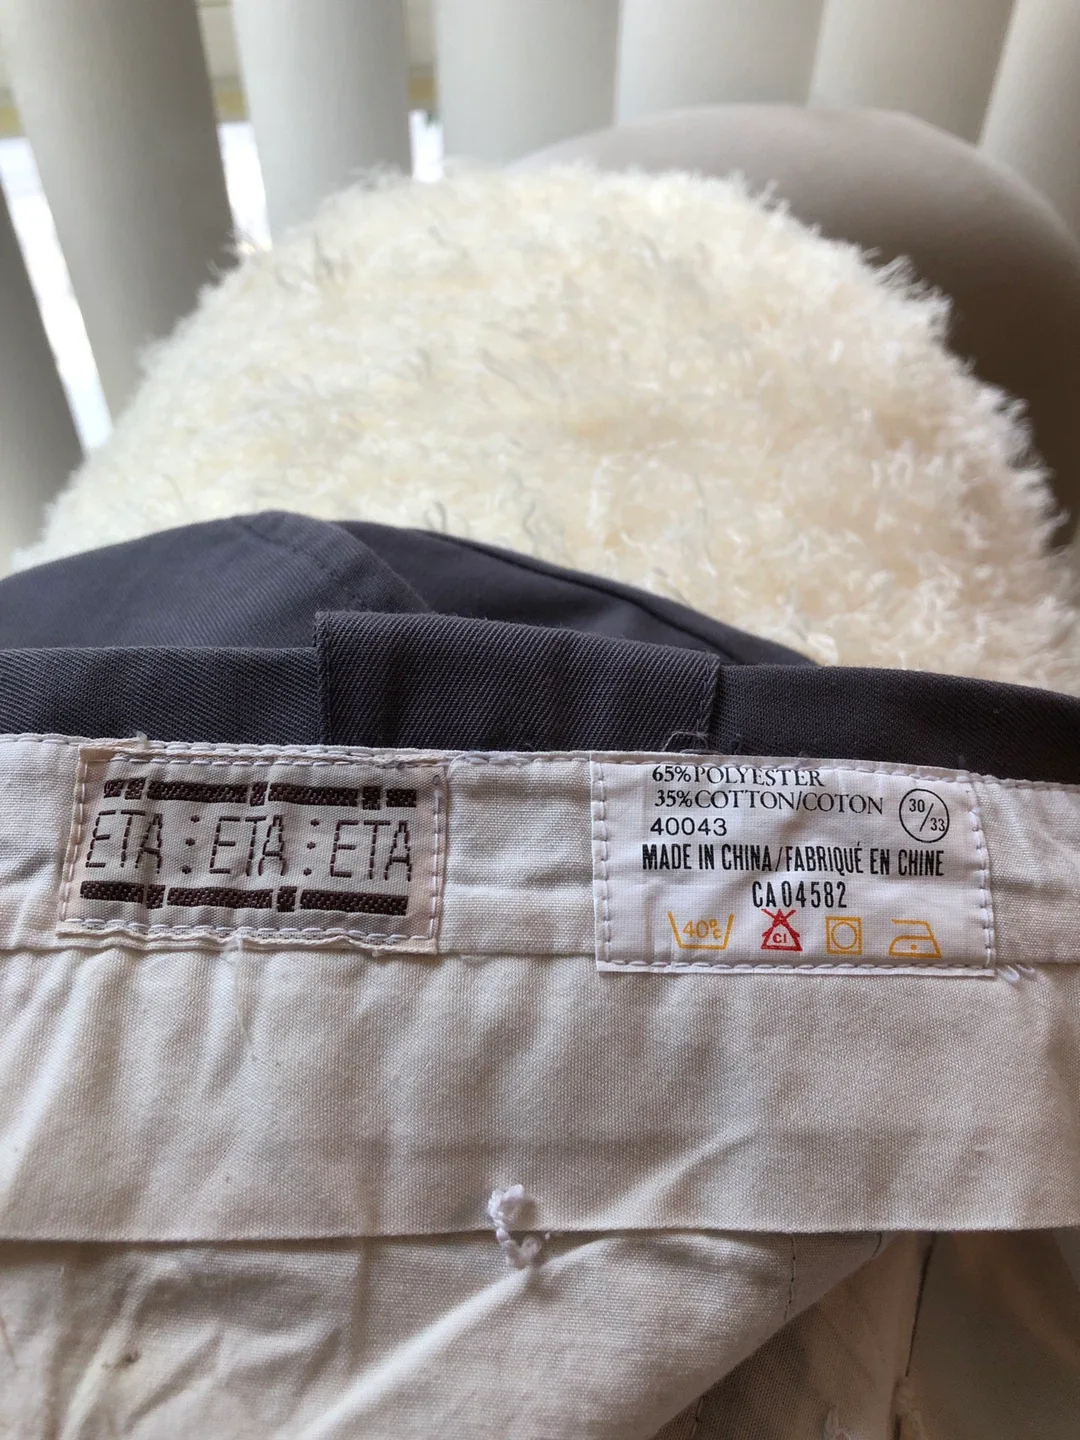 ETA:ETA:ETA
65% POLYESTER
35% COTTON/COTON
30/33
40043
MADE IN CHINA/FABRIQUÉ EN CHINE
CA 04582
40°C
Cl